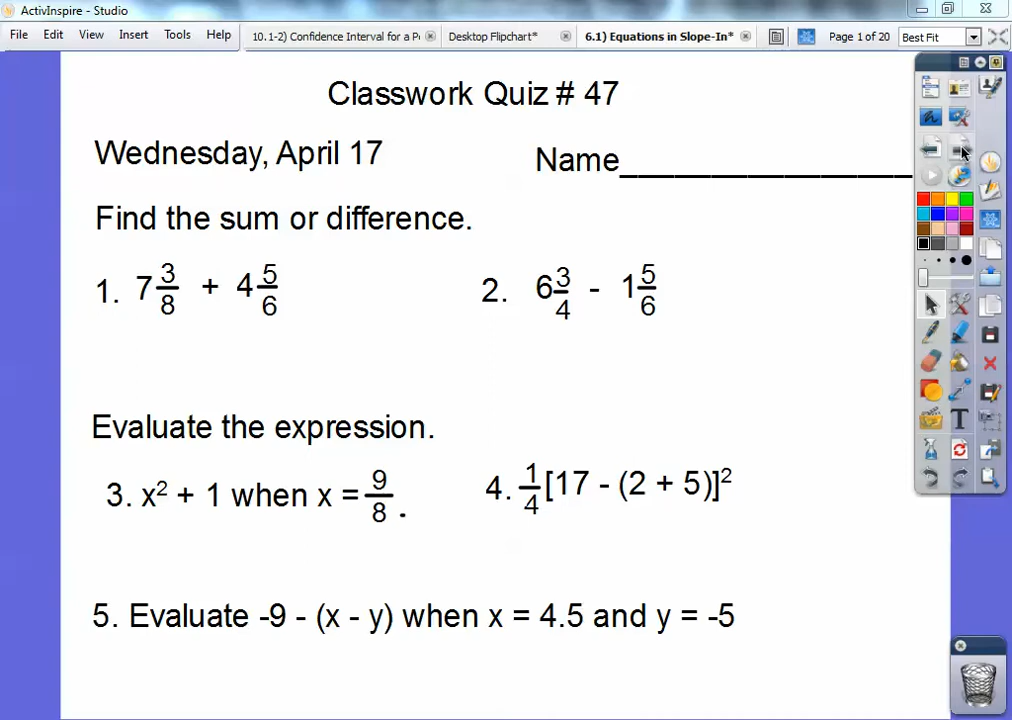 ActivInspire - Studio
File Edit View Insert Tools Help
10.1-2) Confidence Interval for a P Desktop Flipchart* 6.1) Equations in Slope-In* Page 1 of 20 Best Fit
Classwork Quiz # 47
Wednesday, April 17 Name_______________
Find the sum or difference.
1. 7 3/8 + 4 5/6 2. 6 3/4 - 1 5/6
Evaluate the expression.
3. x² + 1 when x = 9/8 . 4. 1/4[17 - (2 + 5)]²
5. Evaluate -9 - (x - y) when x = 4.5 and y = -5